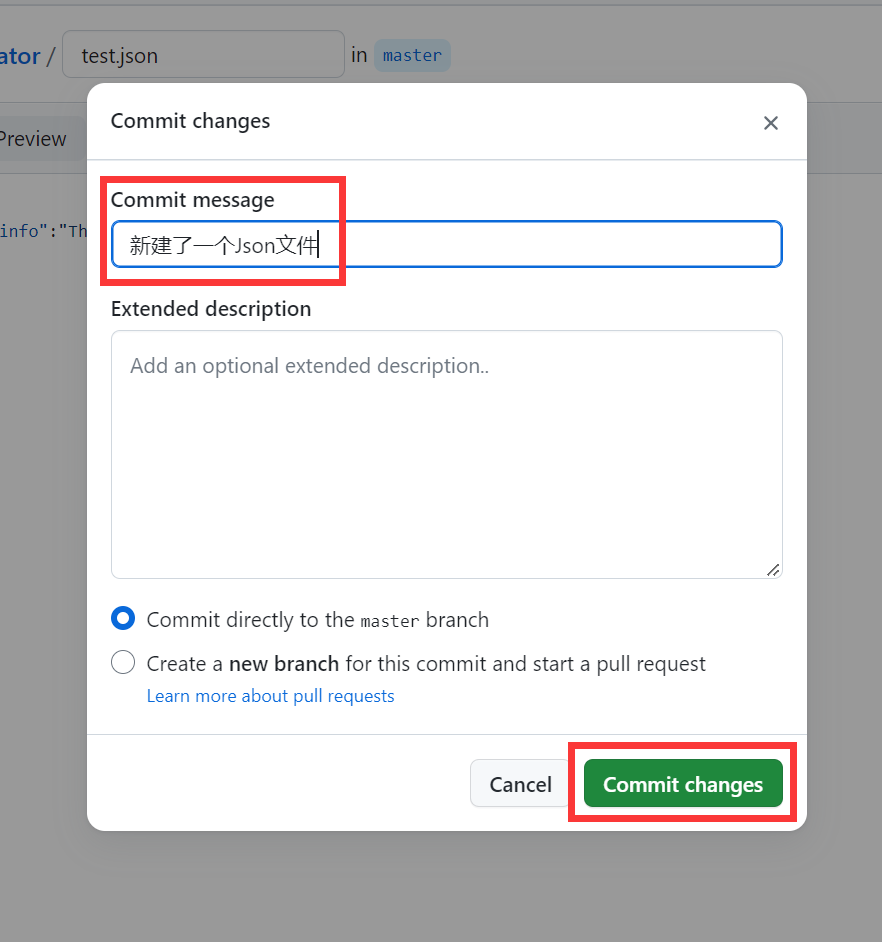 ator / test.json in master
Commit changes
Preview
Commit message
info":"Th
新建了一个Json文件
Extended description
Add an optional extended description..
Commit directly to the master branch
Create a new branch for this commit and start a pull request
Learn more about pull requests
Cancel
Commit changes